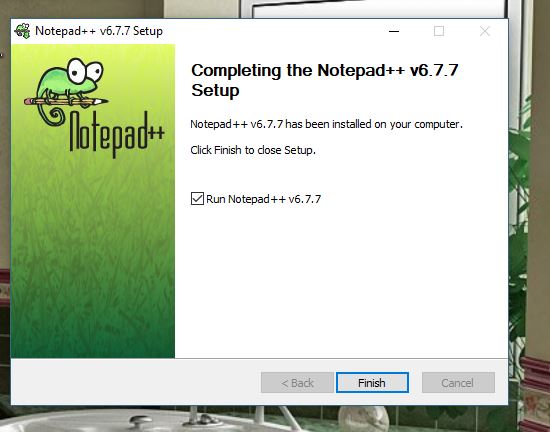 Notepad++ v6.7.7 Setup
Notepad++
Completing the Notepad++ v6.7.7
Setup
Notepad++ v6.7.7 has been installed on your computer.
Click Finish to close Setup.
Run Notepad++ v6.7.7
< Back
Finish
Cancel